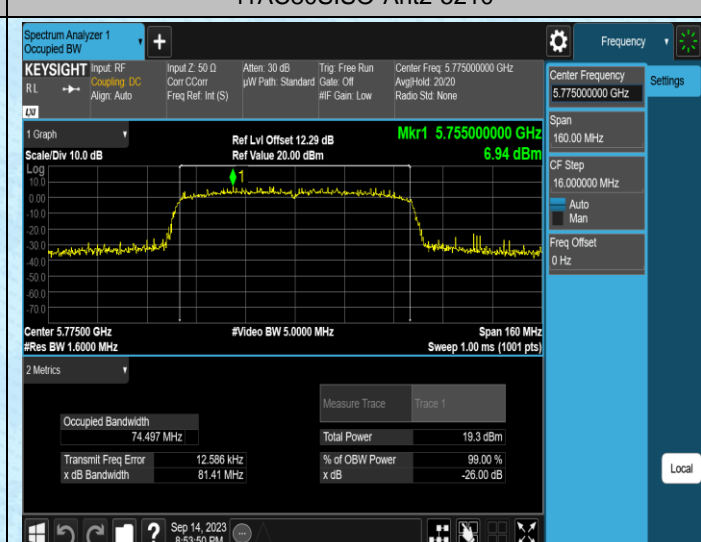 Spectrum Analyzer 1
Occupied BW
+
Frequency
KEYSIGHT
R L
LXI
Input: RF
Coupling: DC
Align: Auto
Input Z: 50 Ω
Corr CCorr
Freq Ref: Int (S)
Atten: 30 dB
µW Path: Standard
Trig: Free Run
Gate: Off
#IF Gain: Low
Center Freq: 5.775000000 GHz
Avg|Hold: 20/20
Radio Std: None
Center Frequency
5.775000000 GHz
Settings
Span
160.00 MHz
CF Step
16.000000 MHz
Auto
Man
Freq Offset
0 Hz
1 Graph
Scale/Div 10.0 dB
Ref Lvl Offset 12.29 dB
Ref Value 20.00 dBm
Mkr1 5.755000000 GHz
6.94 dBm
Log
10.0
0.00
-10.0
-20.0
-30.0
-40.0
-50.0
-60.0
-70.0
1
Center 5.77500 GHz
#Res BW 1.6000 MHz
#Video BW 5.0000 MHz
Span 160 MHz
Sweep 1.00 ms (1001 pts)
2 Metrics
Measure Trace
Trace 1
Occupied Bandwidth
74.497 MHz
Total Power
19.3 dBm
Transmit Freq Error
12.586 kHz
% of OBW Power
99.00 %
x dB Bandwidth
81.41 MHz
x dB
-26.00 dB
Local
?
Sep 14, 2023
8:53:50 PM